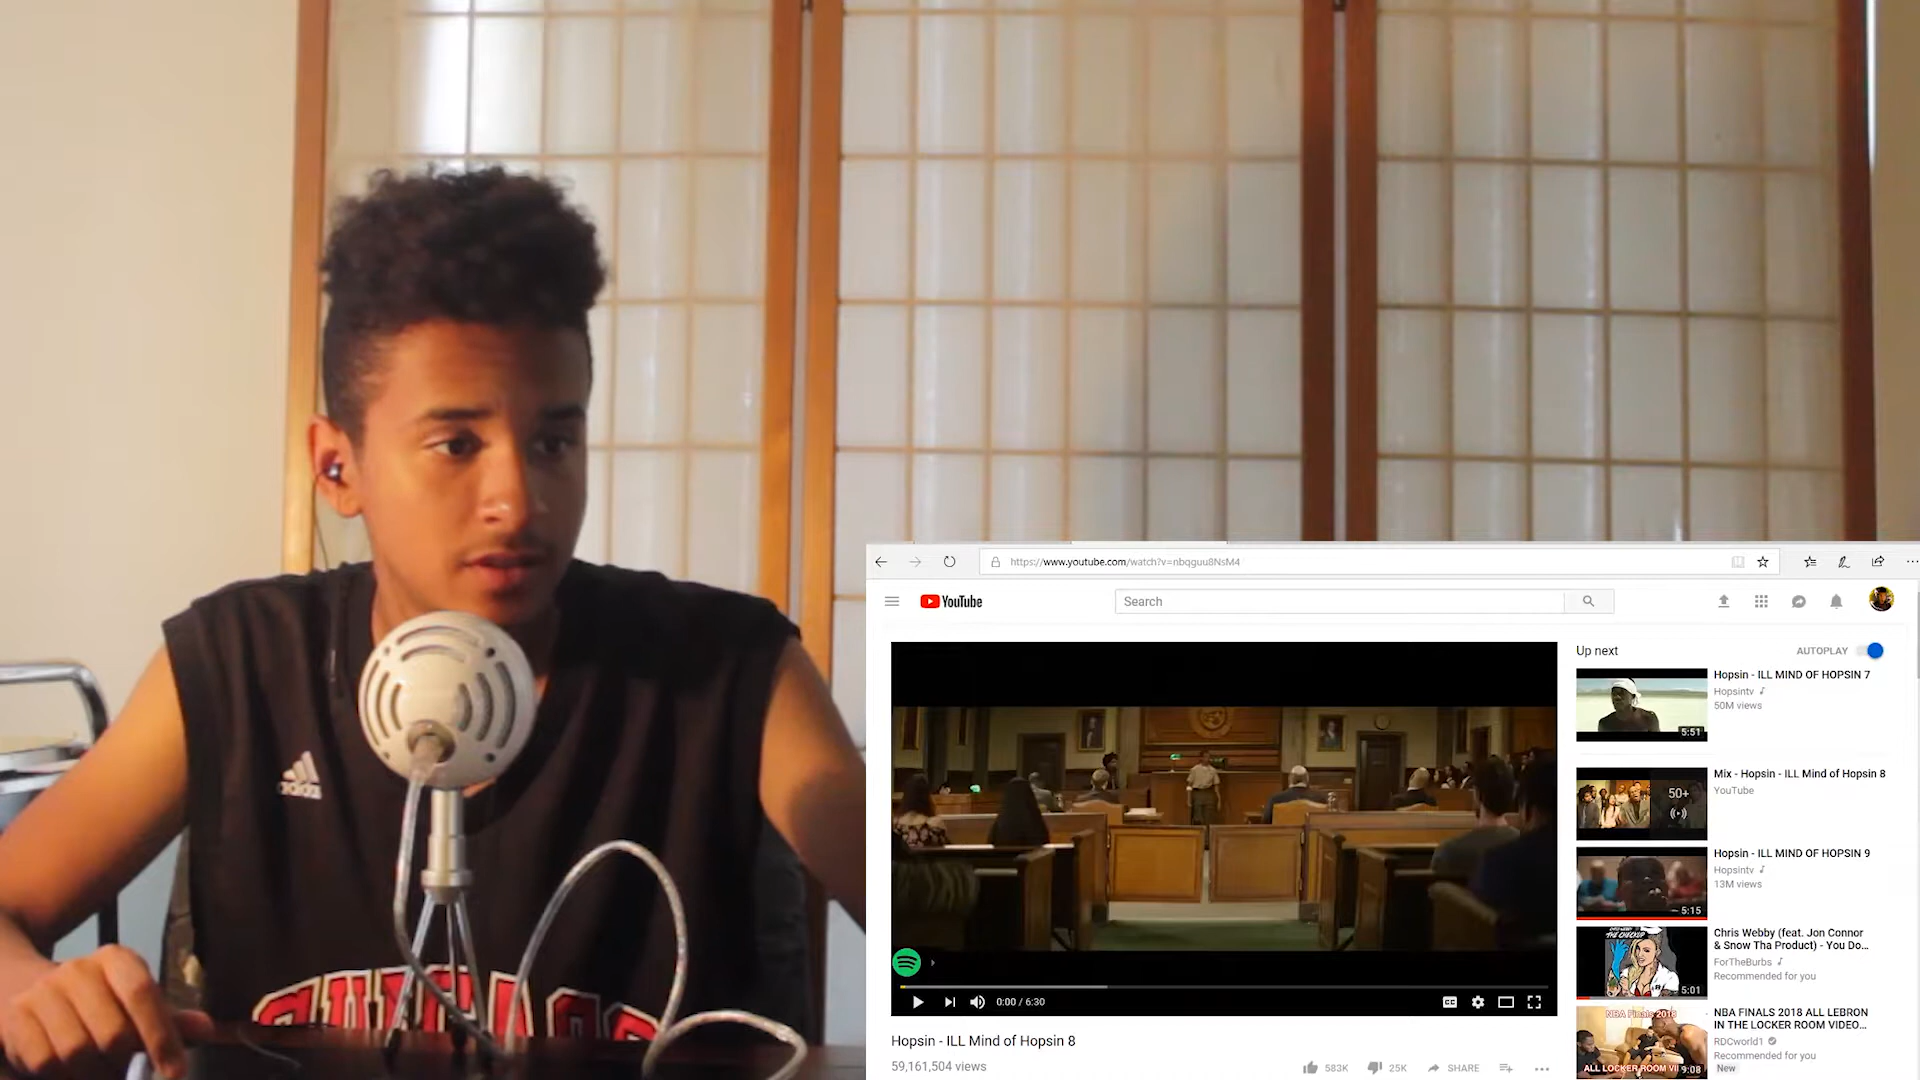 https://www.youtube.com/watch?v=nbqguu8NsM4
YouTube
Search
Up next
AUTOPLAY
Hopsin - ILL MIND OF HOPSIN 7
Hopsintv
50M views
5:51
Mix - Hopsin - ILL Mind of Hopsin 8
YouTube
50+
Hopsin - ILL MIND OF HOPSIN 9
Hopsintv
13M views
5:15
Chris Webby (feat. Jon Connor
& Snow Tha Product) - You Do...
ForTheBurbs
Recommended for you
5:01
NBA FINALS 2018 ALL LEBRON
IN THE LOCKER ROOM VIDEO...
RDCworld1
Recommended for you
New
NBA Finals 2018
ALL LOCKER ROOM VII
9:08
0:00 / 6:30
CC
Hopsin - ILL Mind of Hopsin 8
59,161,504 views
583K
25K
SHARE
adidas